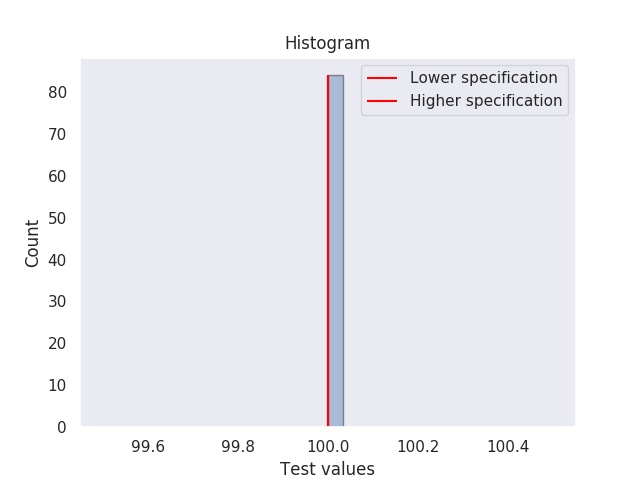 Histogram
Lower specification
Higher specification
80
70
60
50
40
30
20
10
0
Count
99.6 99.8 100.0 100.2 100.4
Test values